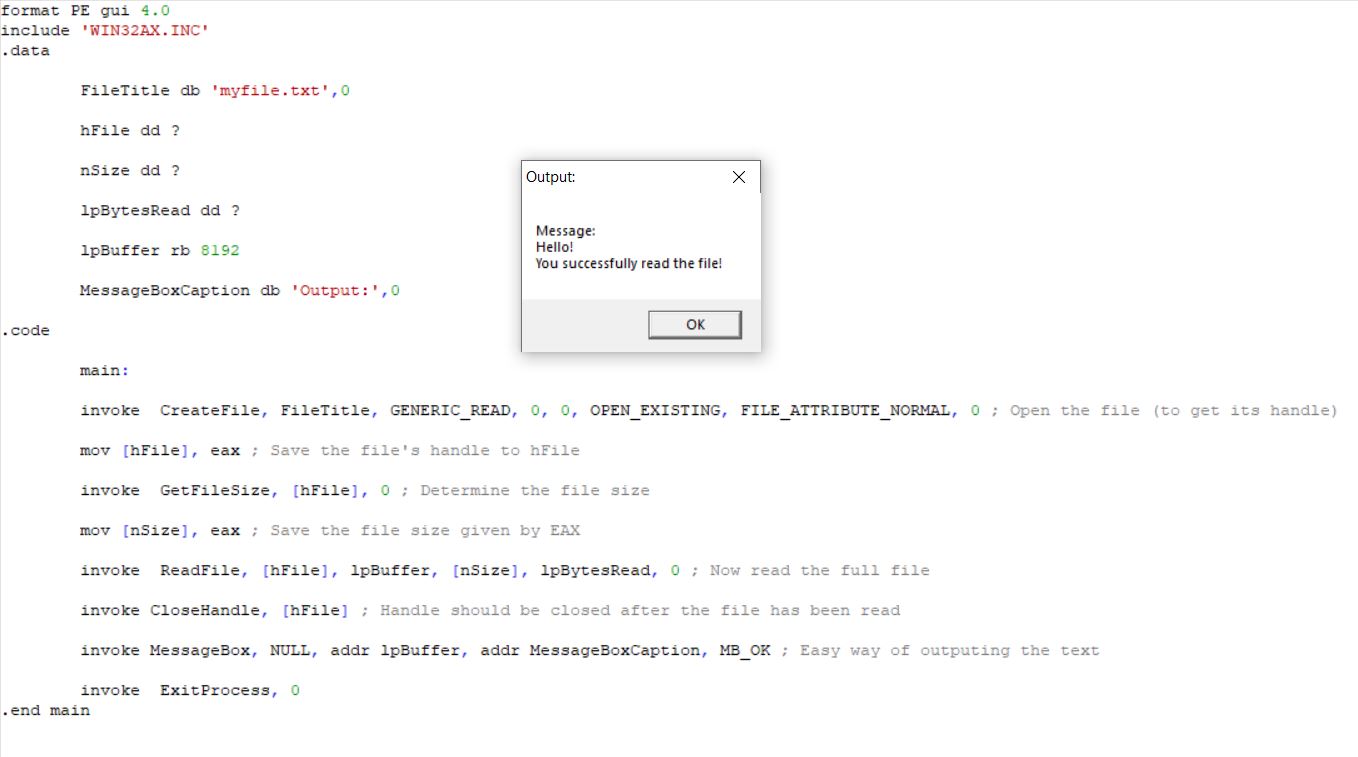 format PE gui 4.0
include 'WIN32AX.INC'
.data
FileTitle db 'myfile.txt',0
hFile dd ?
nSize dd ?
lpBytesRead dd ?
lpBuffer rb 8192
MessageBoxCaption db 'Output:',0
.code
main:
invoke  CreateFile, FileTitle, GENERIC_READ, 0, 0, OPEN_EXISTING, FILE_ATTRIBUTE_NORMAL, 0 ; Open the file (to get its handle)
mov [hFile], eax ; Save the file's handle to hFile
invoke  GetFileSize, [hFile], 0 ; Determine the file size
mov [nSize], eax ; Save the file size given by EAX
invoke  ReadFile, [hFile], lpBuffer, [nSize], lpBytesRead, 0 ; Now read the full file
invoke CloseHandle, [hFile] ; Handle should be closed after the file has been read
invoke MessageBox, NULL, addr lpBuffer, addr MessageBoxCaption, MB_OK ; Easy way of outputing the text
invoke  ExitProcess, 0
.end main
Output:
Message:
Hello!
You successfully read the file!
OK